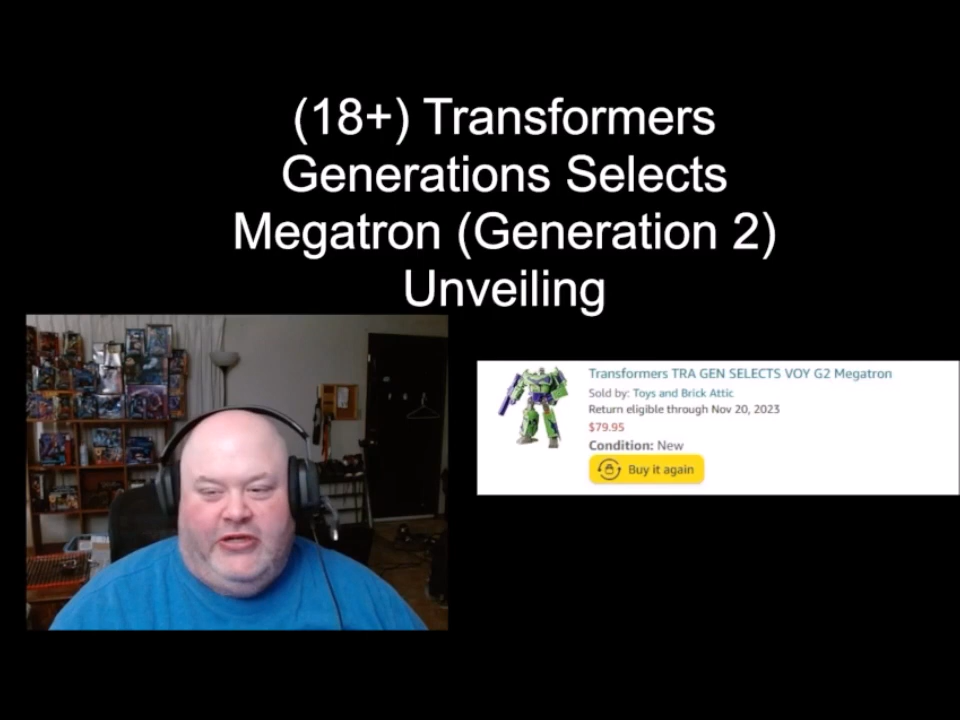 (18+) Transformers
Generations Selects
Megatron (Generation 2)
Unveiling
Transformers TRA GEN SELECTS VOY G2 Megatron
Sold by: Toys and Brick Attic
Return eligible through Nov 20, 2023
$79.95
Condition: New
Buy it again